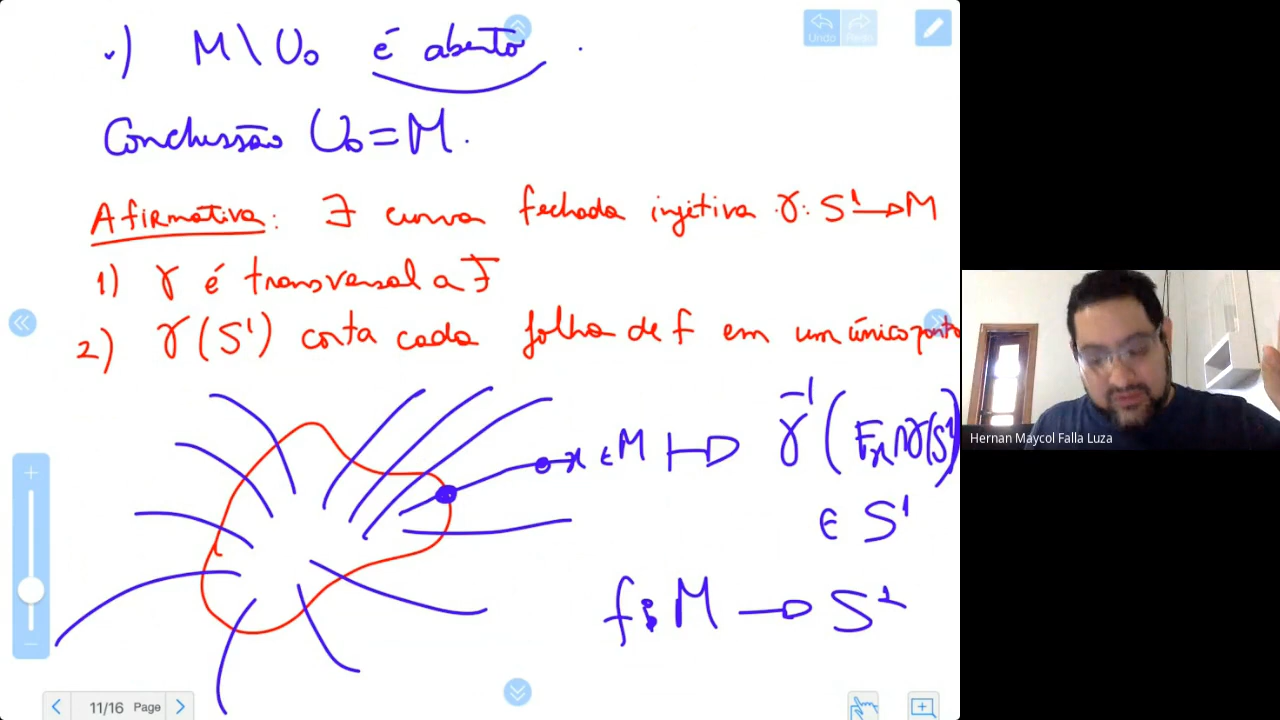 ·) M\U₀ é aberto.
Undo Redo
Conclussão U₀=M.
Afirmativa: ∃ curva fechada injetiva γ: S¹→M
1) γ é transversal a F
2) γ(S¹) corta cada folha de F em um único ponto
x ∈ M ↦ γ⁻¹(Fₓ∩γ(S¹))
∈ S¹
f: M → S¹
Hernan Maycol Falla Luza
11/16 Page